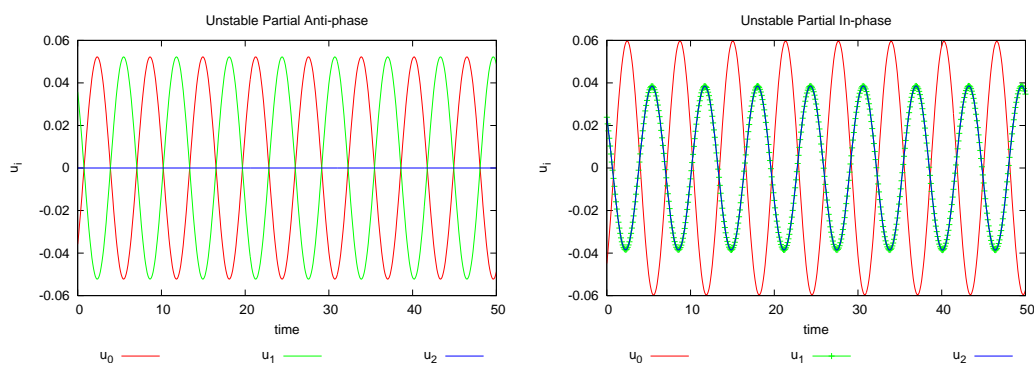 Unstable Partial Anti-phase
0.06
0.04
0.02
0
-0.02
-0.04
-0.06
u_i
0 10 20 30 40 50
time
u_0 u_1 u_2
Unstable Partial In-phase
0.06
0.04
0.02
0
-0.02
-0.04
-0.06
u_i
0 10 20 30 40 50
time
u_0 u_1 u_2